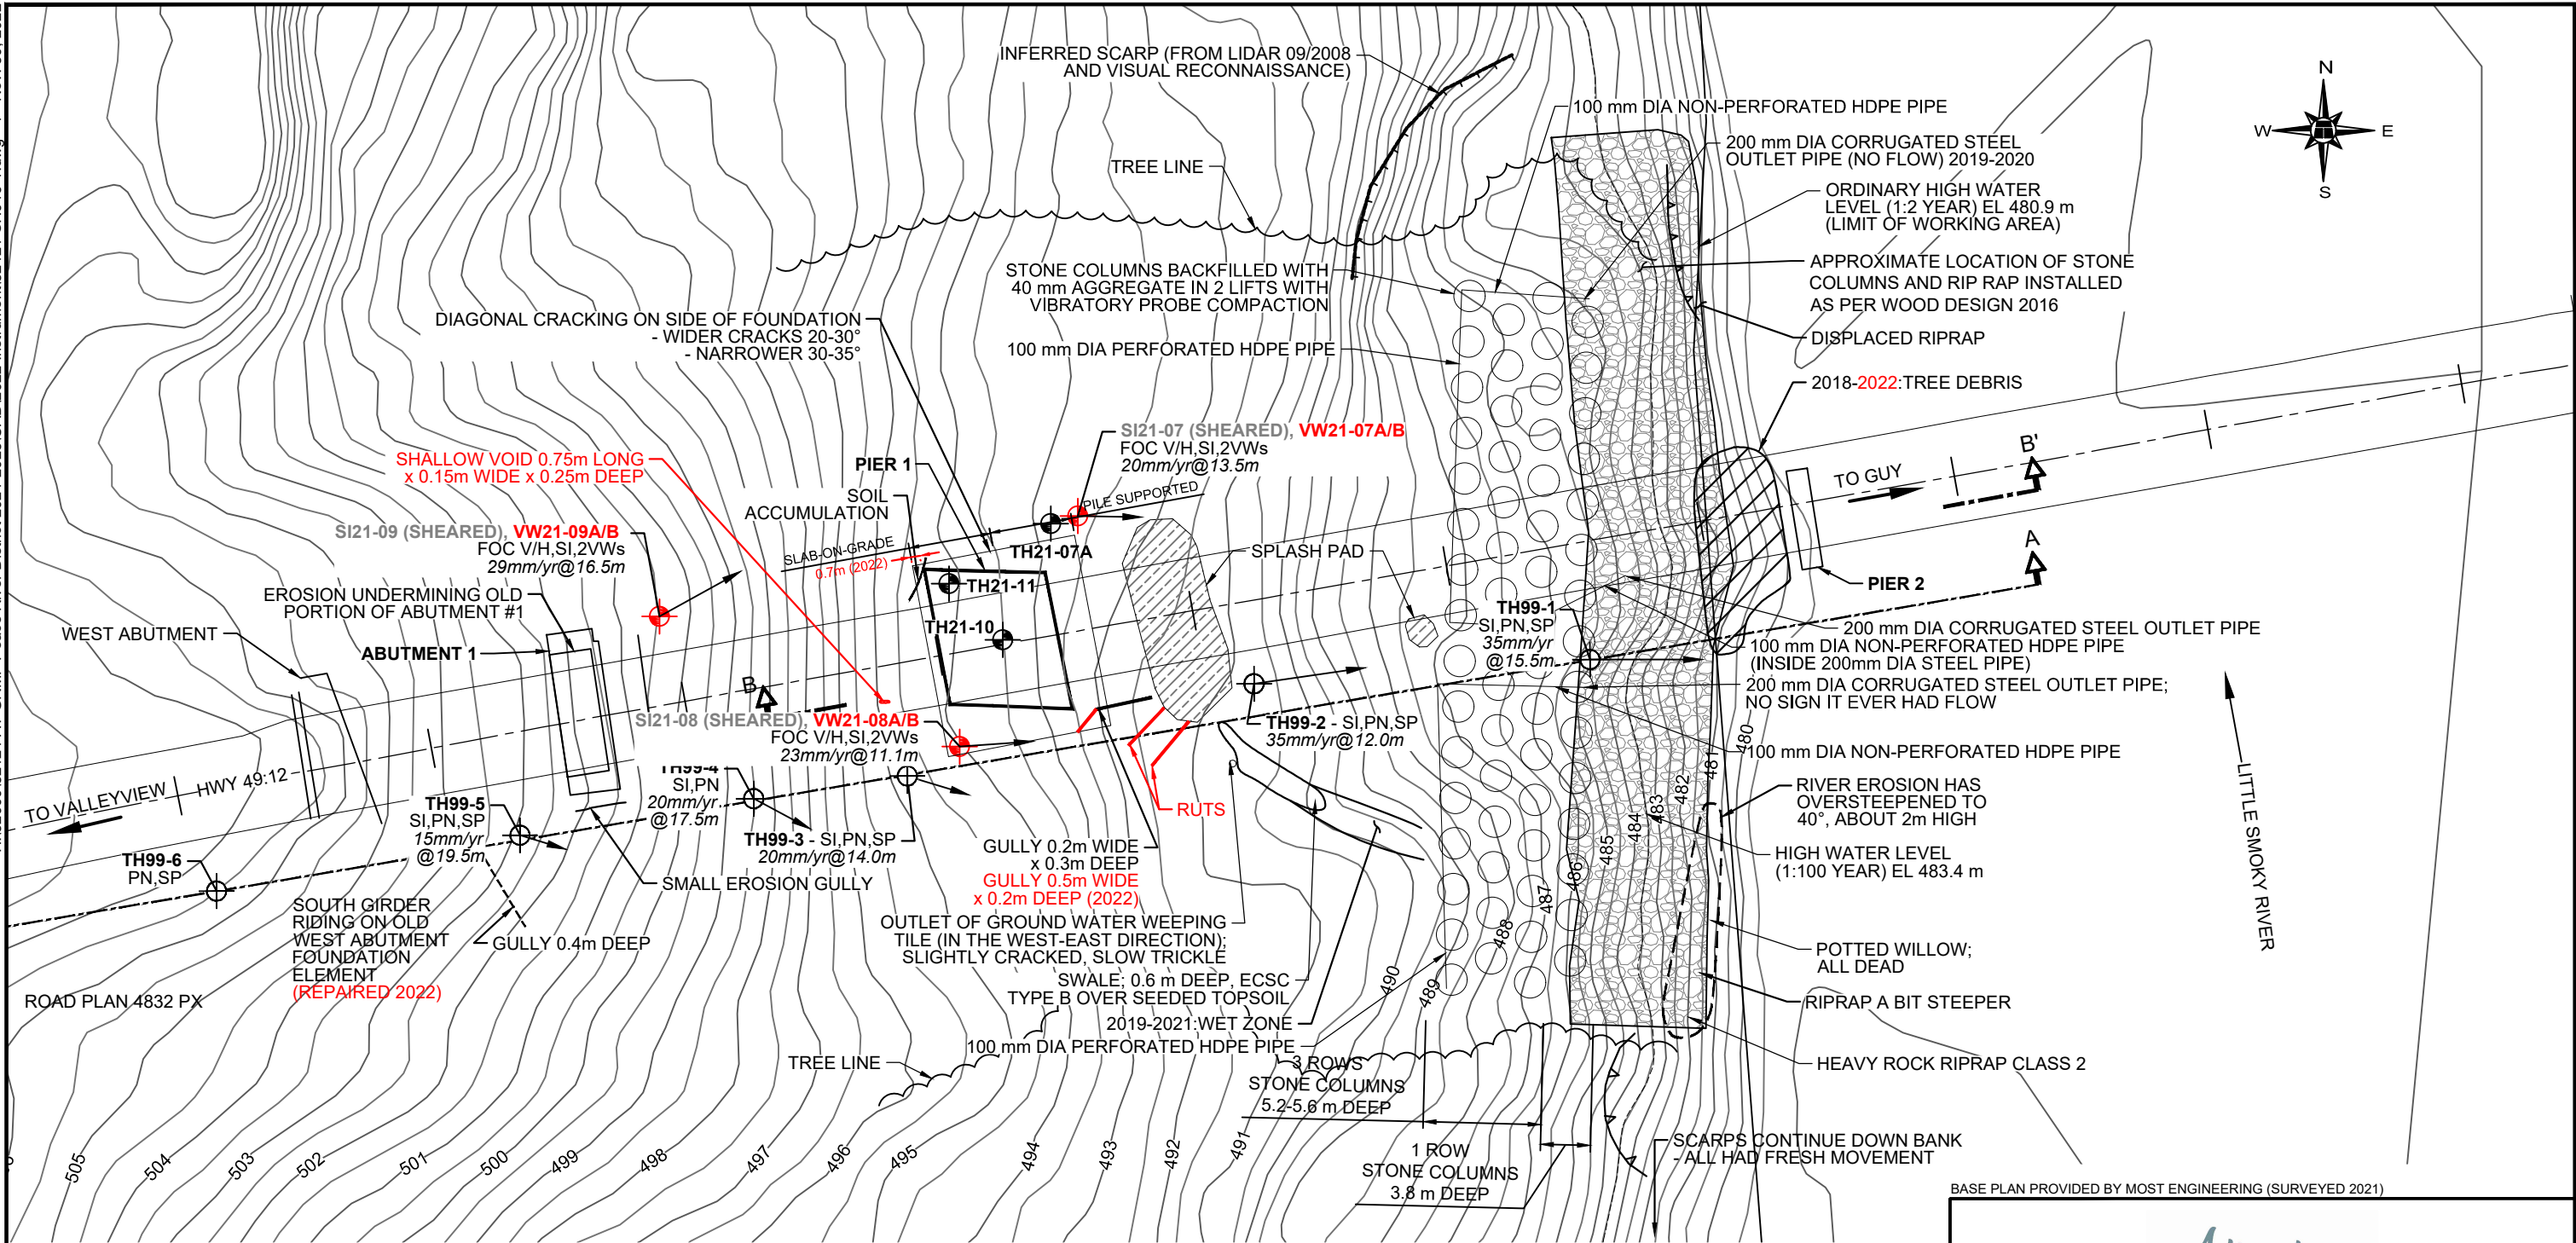 INFERRED SCARP (FROM LIDAR 09/2008
AND VISUAL RECONNAISSANCE)
TREE LINE
100 mm DIA NON-PERFORATED HDPE PIPE
200 mm DIA CORRUGATED STEEL
OUTLET PIPE (NO FLOW) 2019-2020
ORDINARY HIGH WATER
LEVEL (1:2 YEAR) EL 480.9 m
(LIMIT OF WORKING AREA)
N
W
E
S
STONE COLUMNS BACKFILLED WITH
40 mm AGGREGATE IN 2 LIFTS WITH
VIBRATORY PROBE COMPACTION
APPROXIMATE LOCATION OF STONE
COLUMNS AND RIP RAP INSTALLED
AS PER WOOD DESIGN 2016
DISPLACED RIPRAP
DIAGONAL CRACKING ON SIDE OF FOUNDATION
- WIDER CRACKS 20-30°
- NARROWER 30-35°
100 mm DIA PERFORATED HDPE PIPE
2018-2022:TREE DEBRIS
SI21-07 (SHEARED), VW21-07A/B
FOC V/H,SI,2VWs
20mm/yr@13.5m
SHALLOW VOID 0.75m LONG
x 0.15m WIDE x 0.25m DEEP
PIER 1
SOIL
ACCUMULATION
PILE SUPPORTED
SLAB-ON-GRADE
0.7m (2022)
TH21-07A
TH21-11
TH21-10
SPLASH PAD
SI21-09 (SHEARED), VW21-09A/B
FOC V/H,SI,2VWs
29mm/yr@16.5m
EROSION UNDERMINING OLD
PORTION OF ABUTMENT #1
WEST ABUTMENT
ABUTMENT 1
B
TO GUY
B'
A
PIER 2
TH99-1
SI,PN,SP
35mm/yr
@15.5m
200 mm DIA CORRUGATED STEEL OUTLET PIPE
100 mm DIA NON-PERFORATED HDPE PIPE
(INSIDE 200mm DIA STEEL PIPE)
200 mm DIA CORRUGATED STEEL OUTLET PIPE;
NO SIGN IT EVER HAD FLOW
SI21-08 (SHEARED), VW21-08A/B
FOC V/H,SI,2VWs
23mm/yr@11.1m
TH99-2 - SI,PN,SP
35mm/yr@12.0m
100 mm DIA NON-PERFORATED HDPE PIPE
TO VALLEYVIEW
HWY 49:12
TH99-4
SI,PN
20mm/yr
@17.5m
TH99-5
SI,PN,SP
15mm/yr
@19.5m
TH99-3 - SI,PN,SP
20mm/yr@14.0m
TH99-6
PN,SP
RUTS
RIVER EROSION HAS
OVERSTEEPENED TO
40°, ABOUT 2m HIGH
HIGH WATER LEVEL
(1:100 YEAR) EL 483.4 m
LITTLE SMOKY RIVER
GULLY 0.2m WIDE
x 0.3m DEEP
GULLY 0.5m WIDE
x 0.2m DEEP (2022)
SMALL EROSION GULLY
SOUTH GIRDER
RIDING ON OLD
WEST ABUTMENT
FOUNDATION
ELEMENT
(REPAIRED 2022)
GULLY 0.4m DEEP
ROAD PLAN 4832 PX
OUTLET OF GROUND WATER WEEPING
TILE (IN THE WEST-EAST DIRECTION);
SLIGHTLY CRACKED, SLOW TRICKLE
SWALE; 0.6 m DEEP, ECSC
TYPE B OVER SEEDED TOPSOIL
2019-2021:WET ZONE
100 mm DIA PERFORATED HDPE PIPE
POTTED WILLOW;
ALL DEAD
RIPRAP A BIT STEEPER
HEAVY ROCK RIPRAP CLASS 2
TREE LINE
3 ROWS
STONE COLUMNS
5.2-5.6 m DEEP
1 ROW
STONE COLUMNS
3.8 m DEEP
SCARPS CONTINUE DOWN BANK
- ALL HAD FRESH MOVEMENT
505
504
503
502
501
500
499
498
497
496
495
494
493
492
491
490
489
488
487
486
485
484
483
482
481
480
BASE PLAN PROVIDED BY MOST ENGINEERING (SURVEYED 2021)